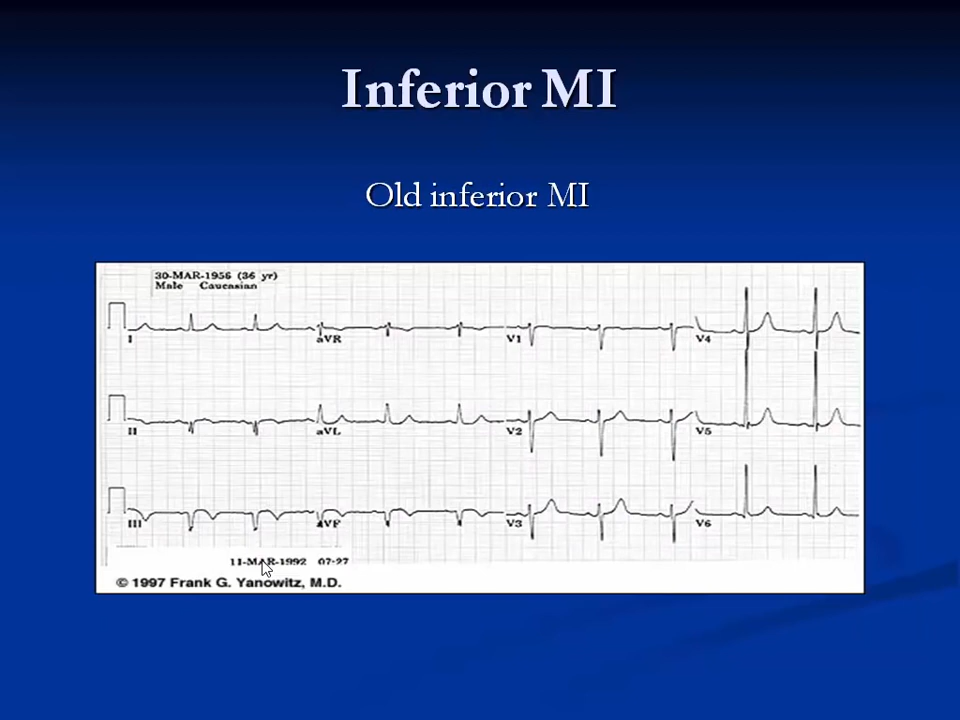 Inferior MI
Old inferior MI
30-MAR-1956 (36 yr)
Male Caucasian
I aVR V1 V4
II aVL V2 V5
III aVF V3 V6
11-MAR-1992 07-27
© 1997 Frank G. Yanowitz, M.D.